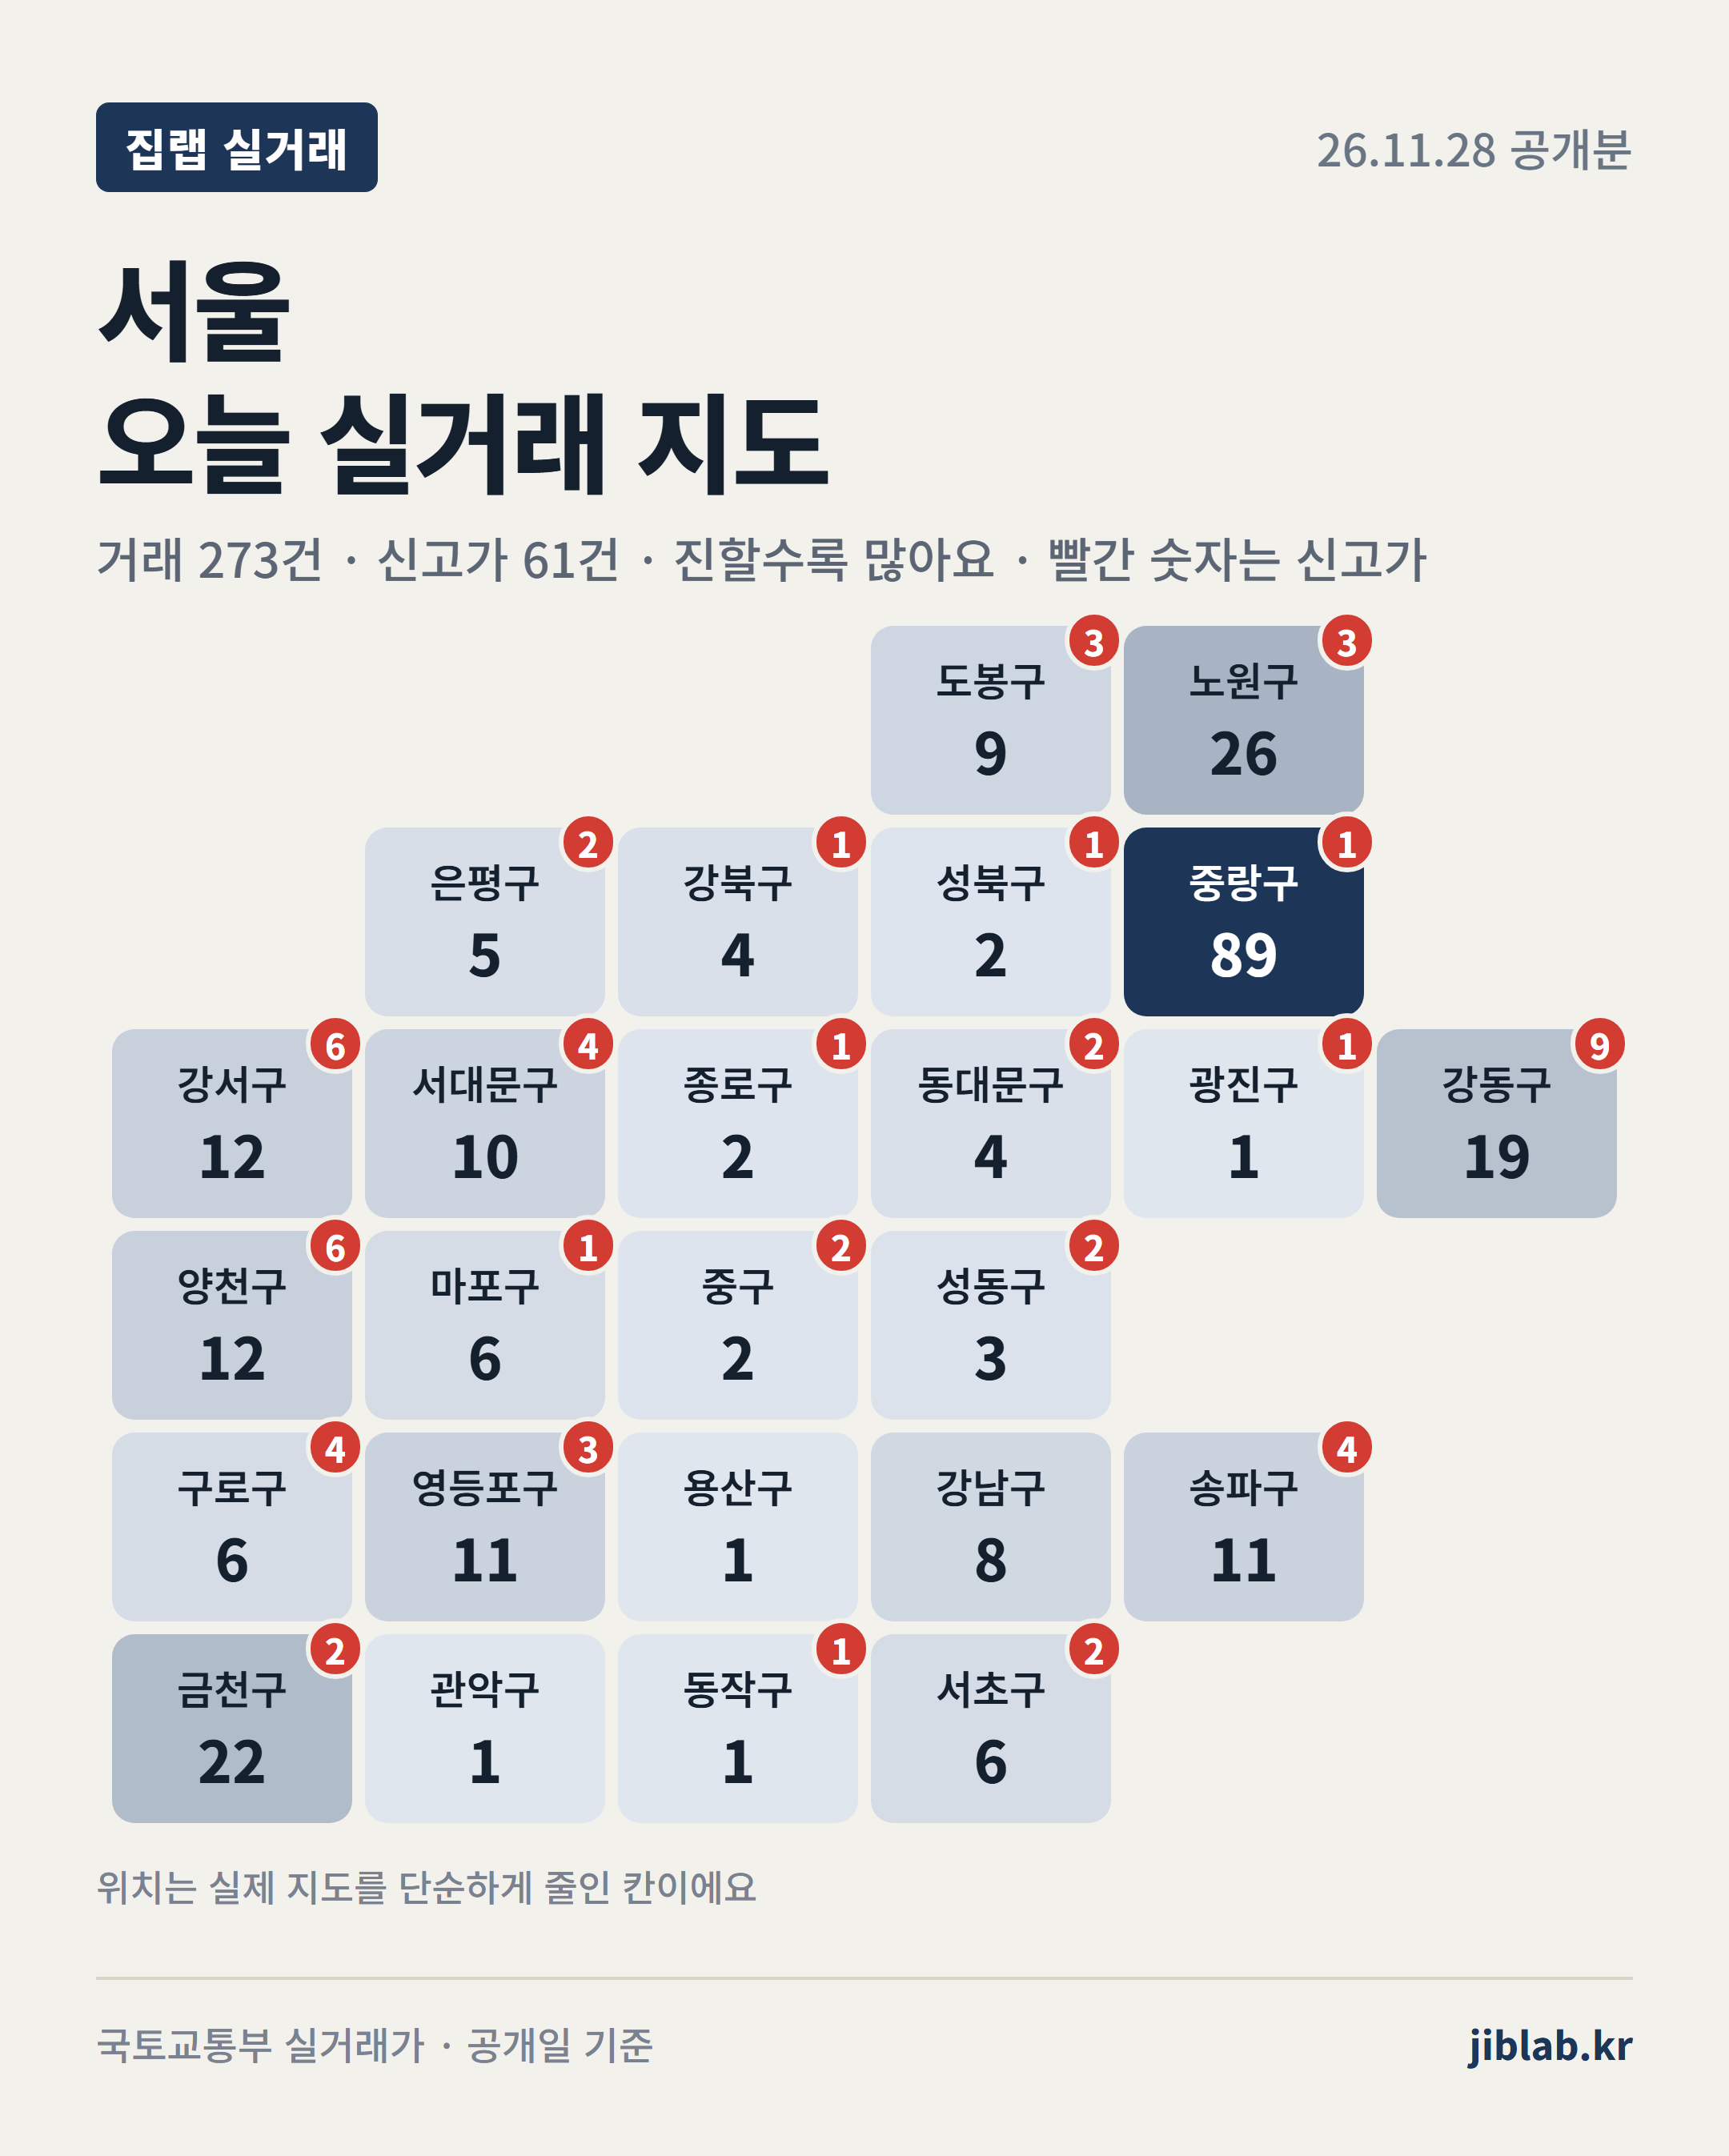 집랩 실거래
26.11.28 공개분
서울
오늘 실거래 지도
거래 273건 · 신고가 61건 · 진할수록 많아요 · 빨간 숫자는 신고가
3
3
도봉구
노원구
9
26
2
1
1
1
은평구
강북구
성북구
중랑구
5
4
2
89
6
4
1
2
1
9
강서구
서대문구
종로구
동대문구
광진구
강동구
12
10
2
4
1
19
6
1
2
2
양천구
마포구
중구
성동구
12
6
2
3
4
3
4
구로구
영등포구
용산구
강남구
송파구
6
11
1
8
11
2
1
2
금천구
관악구
동작구
서초구
22
1
1
6
위치는 실제 지도를 단순하게 줄인 칸이에요
국토교통부 실거래가 · 공개일 기준
jiblab.kr